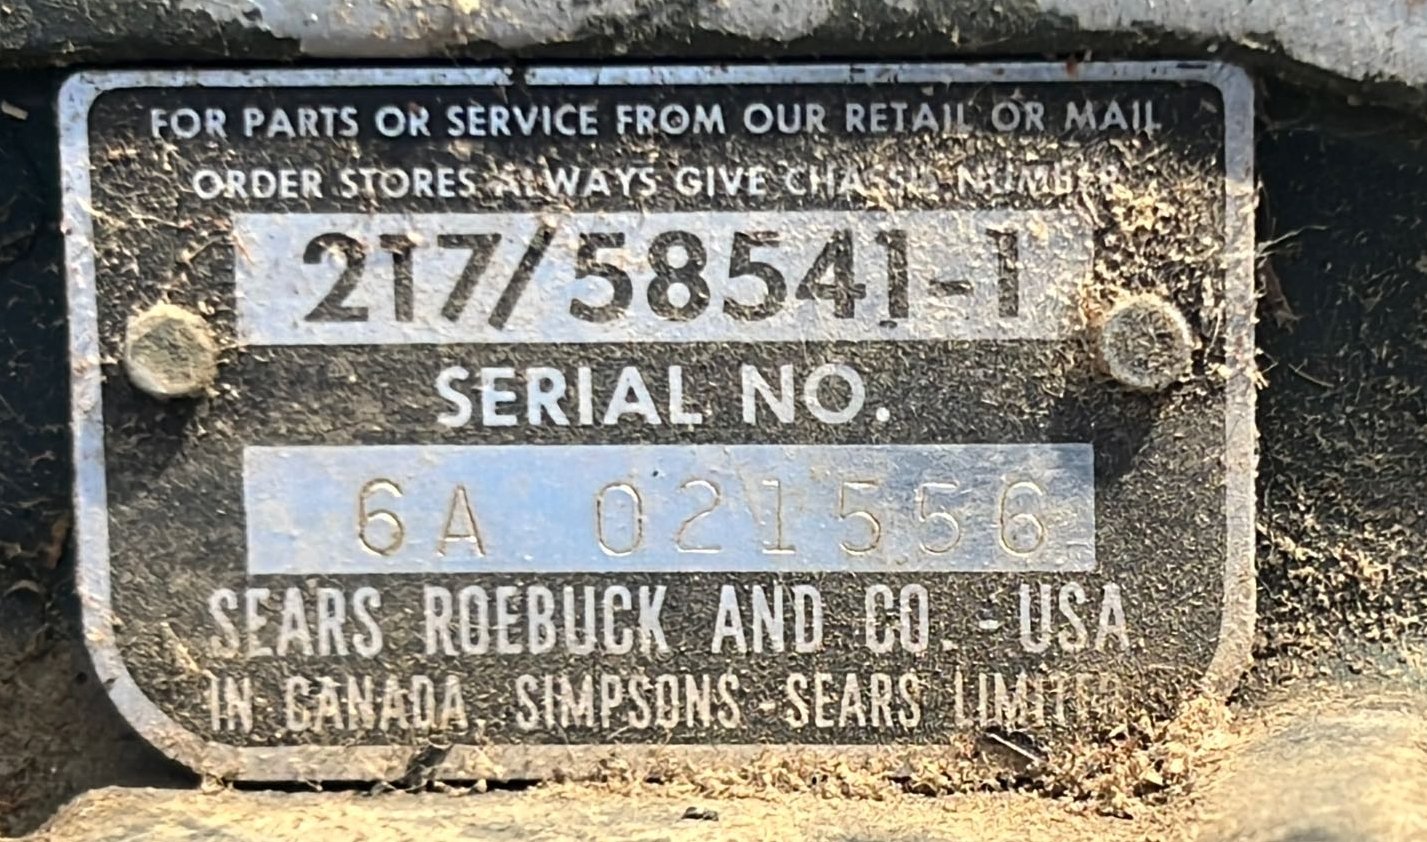 FOR PARTS OR SERVICE FROM OUR RETAIL OR MAIL
ORDER STORES ALWAYS GIVE CHASSIS NUMBER
217/58541-1
SERIAL NO.
6A 021556
SEARS ROEBUCK AND CO. - USA.
IN CANADA, SIMPSONS - SEARS LIMITED